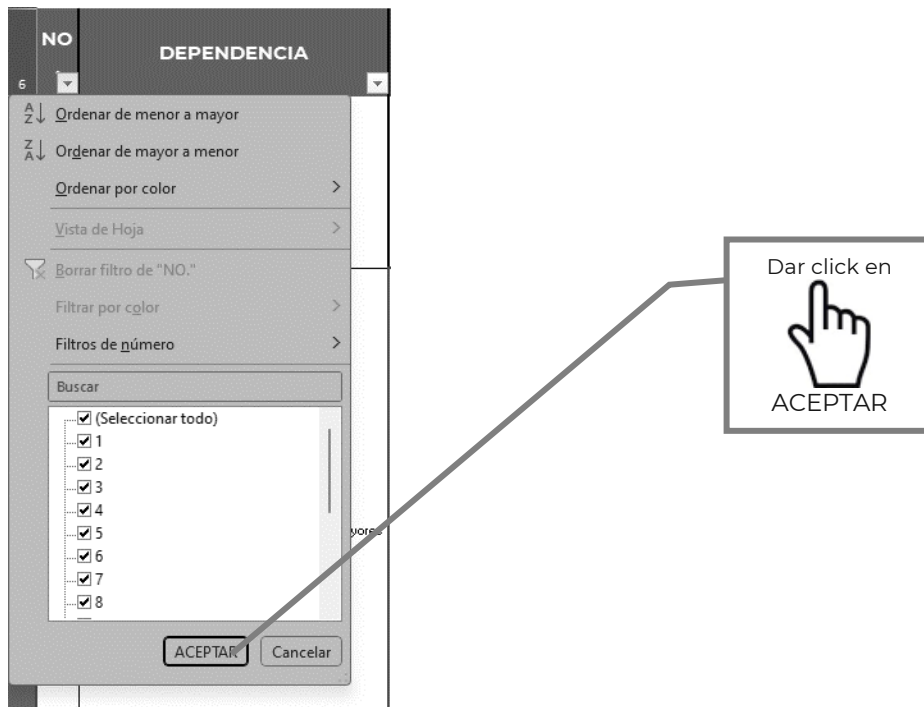 NO
DEPENDENCIA
6
Ordenar de menor a mayor
Ordenar de mayor a menor
Ordenar por color
Vista de Hoja
Borrar filtro de "NO."
Filtrar por color
Filtros de número
Buscar
(Seleccionar todo)
1
2
3
4
5
6
7
8
yores
ACEPTAR
Cancelar
Dar click en
ACEPTAR